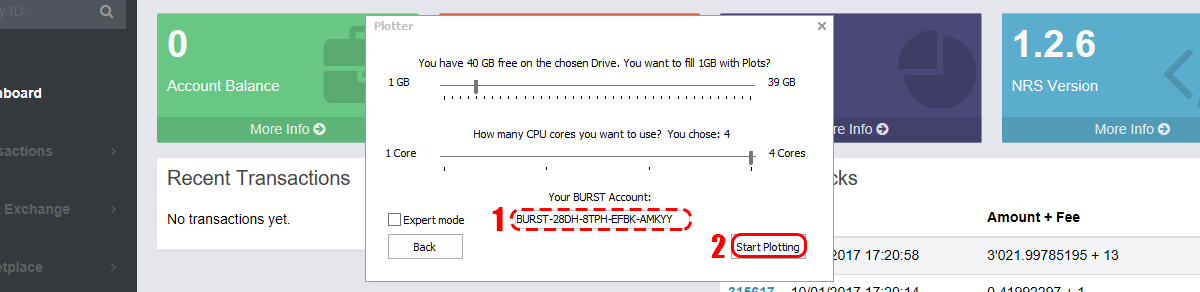 y ID...
0
Account Balance
More Info
1.2.6
NRS Version
More Info
re Info
Plotter
You have 40 GB free on the chosen Drive. You want to fill 1GB with Plots?
1 GB
39 GB
How many CPU cores you want to use? You chose: 4
1 Core
4 Cores
Your BURST Account:
1
BURST-28DH-8TPH-EFBK-AMKYY
Expert mode
Back
2
Start Plotting
nboard
sactions
Exchange
etplace
Recent Transactions
No transactions yet.
cks
Amount + Fee
/2017 17:20:58
3'021.99785195 + 13
315617
10/01/2017 17:20:14
0.41992297 + 1